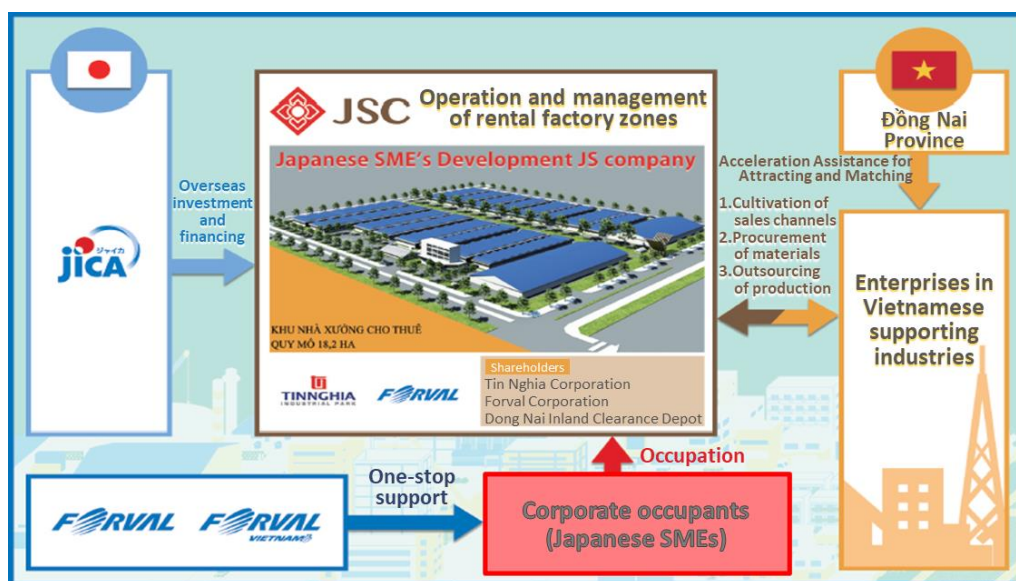 JSC
Operation and management
of rental factory zones
Japanese SME's Development JS company
KHU NHÀ XƯỞNG CHO THUÊ
QUY MÔ 18,2 HA
TINNGHIA
INDUSTRIAL PARK
FORVAL
Shareholders
Tin Nghia Corporation
Forval Corporation
Dong Nai Inland Clearance Depot
ジャイカ
JICA
Overseas
investment
and
financing
Đồng Nai
Province
Acceleration Assistance for
Attracting and Matching
1.Cultivation of
sales channels
2.Procurement
of materials
3.Outsourcing
of production
Enterprises in
Vietnamese
supporting
industries
Occupation
One-stop
support
FORVAL
FORVAL
VIETNAM
Corporate occupants
(Japanese SMEs)